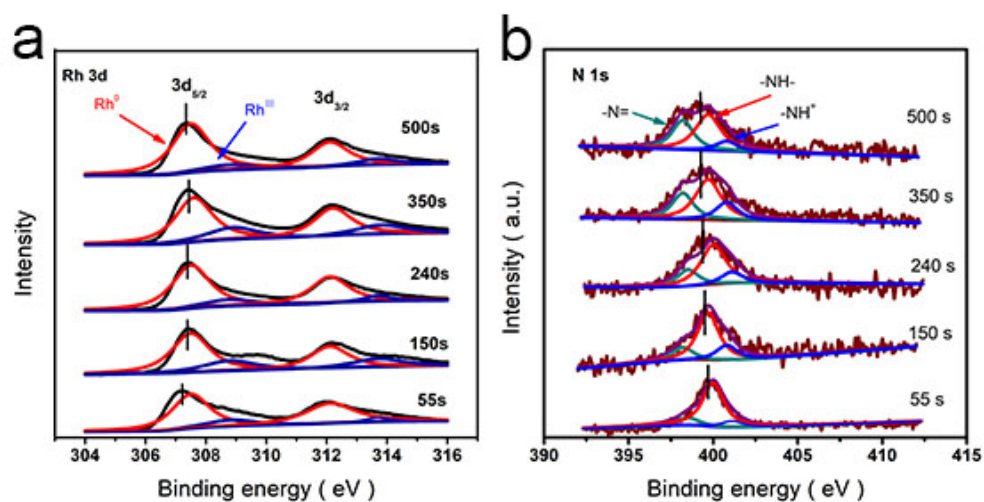 a
Rh 3d
3d5/2
3d3/2
Rh⁰
Rhᴵᴵᴵ
500s
350s
240s
150s
55s
Intensity
304 306 308 310 312 314 316
Binding energy ( eV )
b
N 1s
-NH-
-N=
-NH⁺
500 s
350 s
240 s
150 s
55 s
Intensity ( a.u. )
390 395 400 405 410 415
Binding energy ( eV )